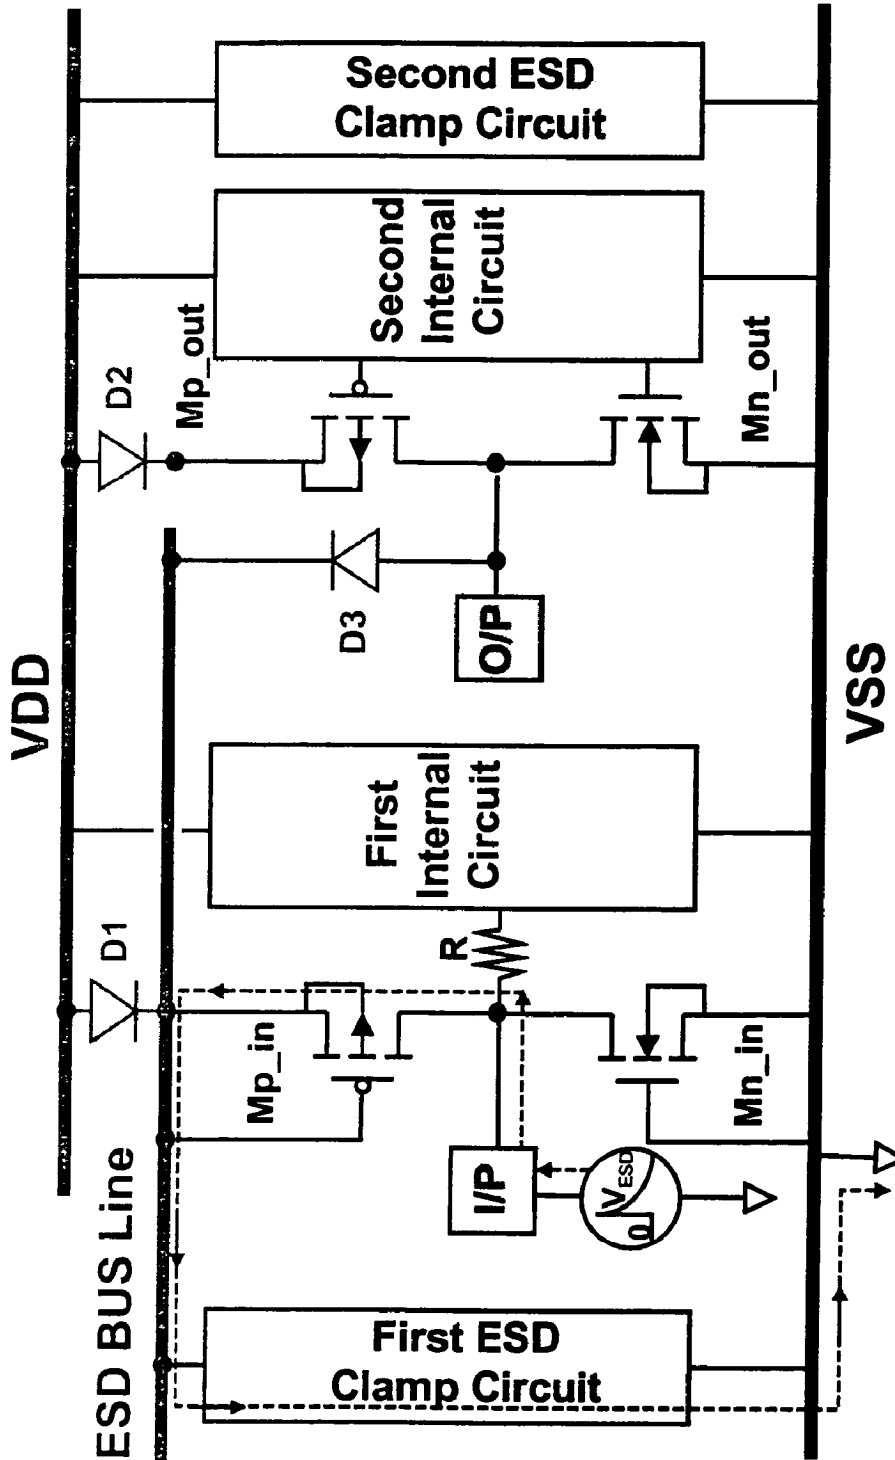 VDD
ESD BUS Line
D1
D2
Mp_in
Mp_out
D3
First ESD
Clamp Circuit
I/P
0
VESD
R
First
Internal
Circuit
O/P
Second
Internal
Circuit
Second ESD
Clamp Circuit
Mn_in
Mn_out
VSS